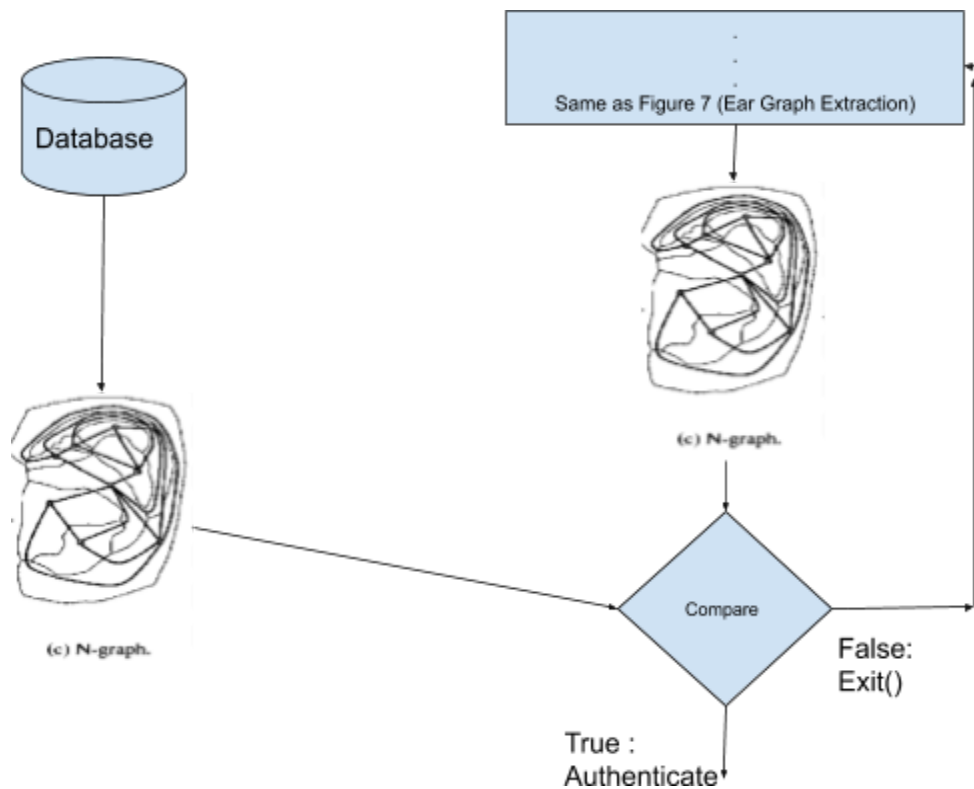 Database
.
.
.
Same as Figure 7 (Ear Graph Extraction)
(c) N-graph.
(c) N-graph.
Compare
False:
Exit()
True :
Authenticate